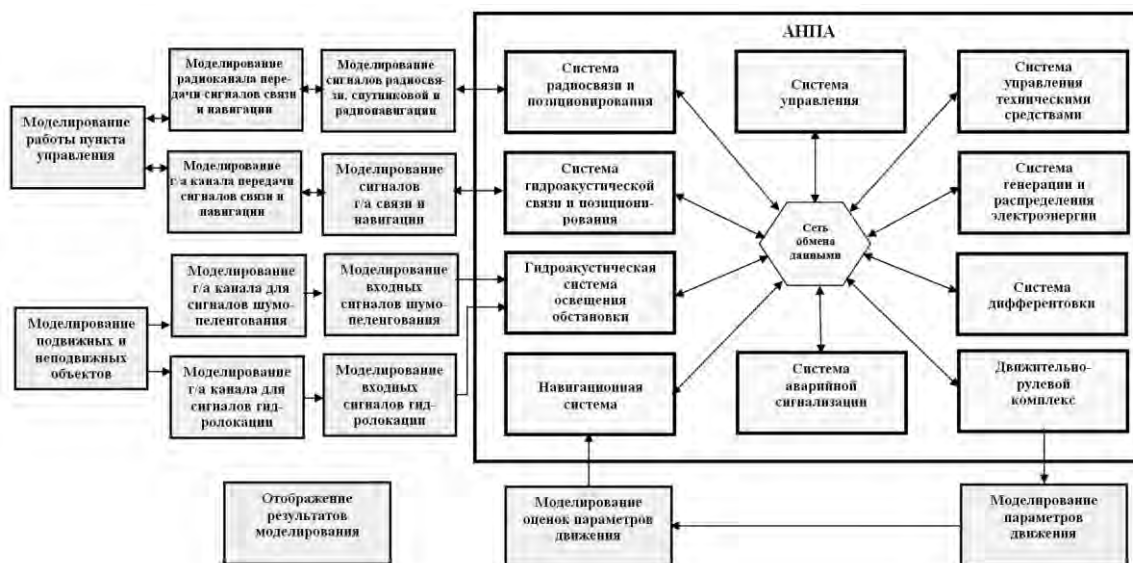 АНПА
Моделирование
радиоканала пере-
дачи сигналов связи
и навигации
Моделирование
сигналов радиосвя-
зи, спутниковой и
радионавигации
Система
радиосвязи и
позиционирования
Система
управления
Система
управления
техническими
средствами
Моделирование
работы пункта
управления
Моделирование
г/а канала передачи
сигналов связи и
навигации
Моделирование
сигналов
г/а связи и
навигации
Система
гидроакустической
связи и позициони-
рования
Сеть
обмена
данными
Система
генерации и
распределения
электроэнергии
Моделирование
г/а канала для
сигналов шумо-
пеленгования
Моделирование
входных
сигналов шумо-
пеленгования
Гидроакустическая
система
освещения
обстановки
Система
дифферентовки
Моделирование
подвижных и
неподвижных
объектов
Моделирование
г/а канала для
сигналов гид-
ролокации
Моделирование
входных
сигналов гид-
ролокации
Навигационная
система
Система
аварийной
сигнализации
Движительно-
рулевой
комплекс
Отображение
результатов
моделирования
Моделирование
оценок параметров
движения
Моделирование
параметров
движения